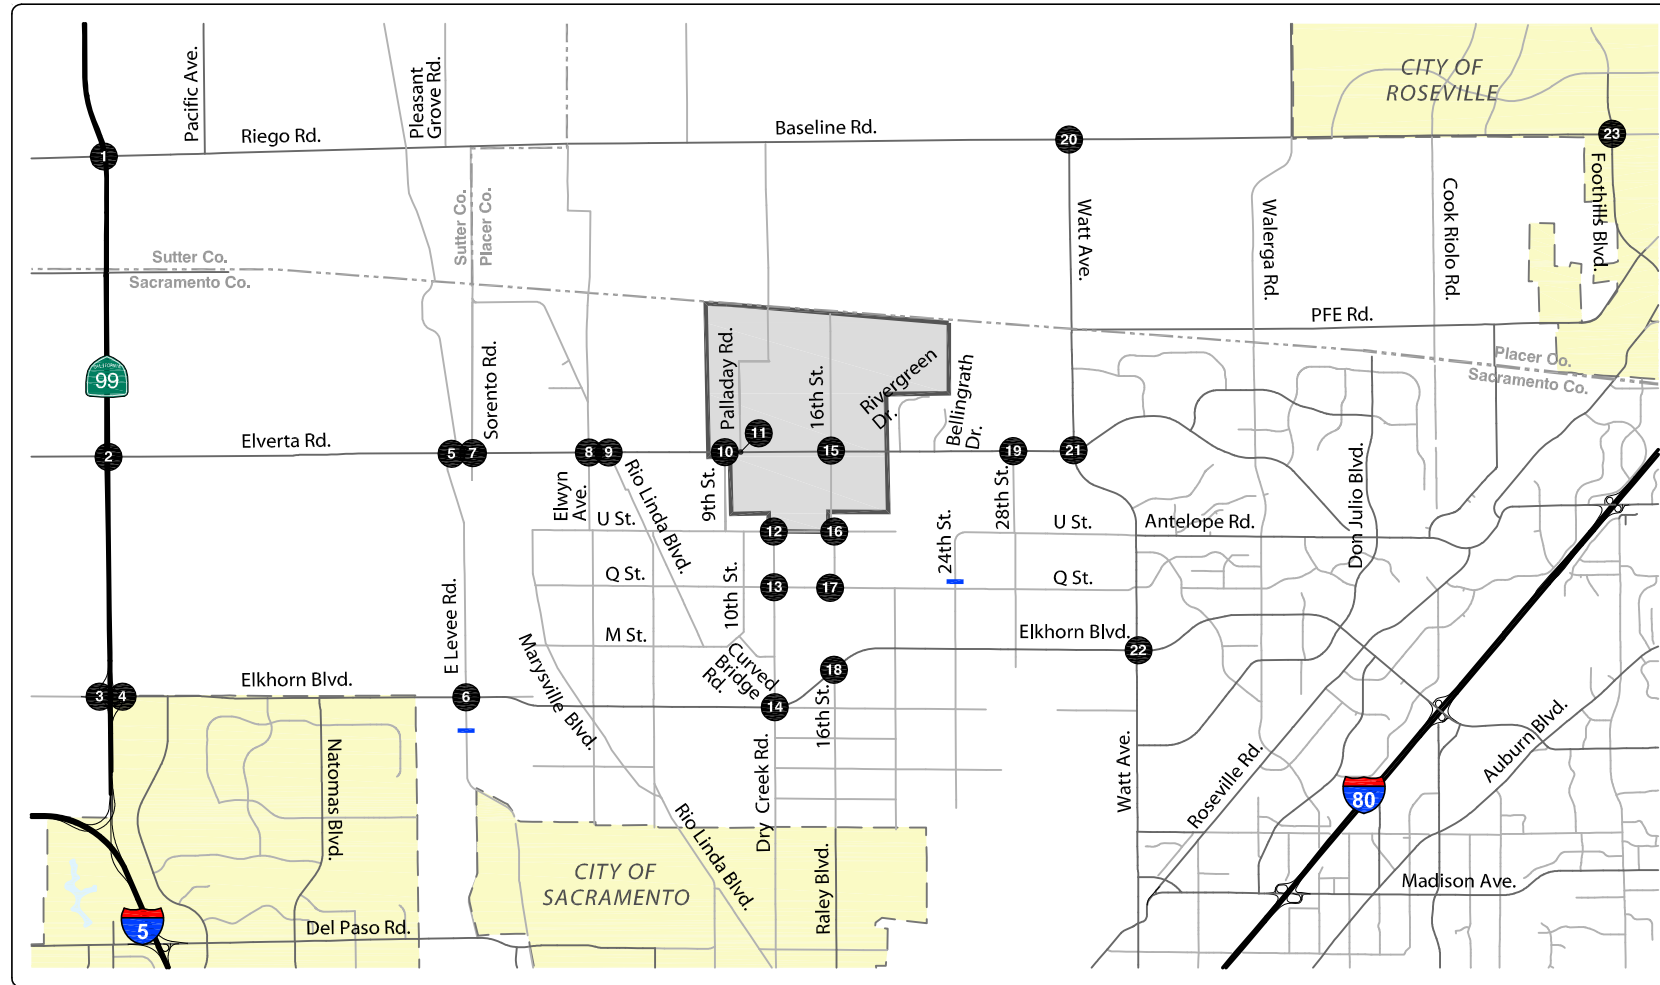 CITY OF
ROSEVILLE
Pacific Ave.
Pleasant
Grove Rd.
Riego Rd.
Baseline Rd.
1
20
23
Foothills Blvd.
Sutter Co.
Placer Co.
Watt Ave.
Walerga Rd.
Cook Riolo Rd.
Sutter Co.
Sacramento Co.
PFE Rd.
Placer Co.
Sacramento Co.
CALIFORNIA
99
Sorento Rd.
Palladay Rd.
16th St.
Rivergreen
Dr.
Bellingrath
Dr.
Elverta Rd.
2
5
7
8
9
10
11
15
19
21
Elwyn
Ave.
Rio Linda Blvd.
9th St.
28th St.
Don Julio Blvd.
U St.
12
16
24th St.
U St.
Antelope Rd.
Q St.
10th St.
13
17
Q St.
E Levee Rd.
Marysville Blvd.
M St.
Curved
Bridge
Rd.
Elkhorn Blvd.
22
18
Elkhorn Blvd.
3
4
6
14
16th St.
Natomas Blvd.
Dry Creek Rd.
Watt Ave.
Roseville Rd.
Auburn Blvd.
80
Rio Linda Blvd.
Raley Blvd.
CITY OF
SACRAMENTO
Madison Ave.
5
Del Paso Rd.